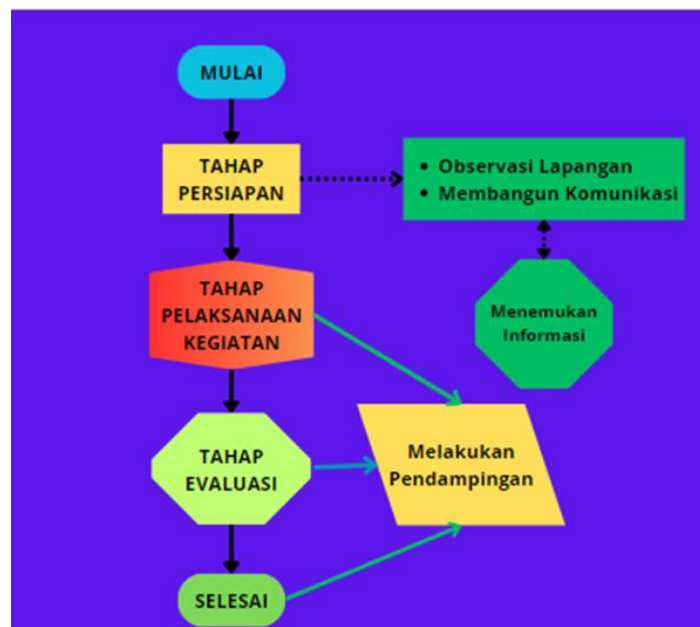 MULAI
TAHAP
PERSIAPAN
• Observasi Lapangan
• Membangun Komunikasi
TAHAP
PELAKSANAAN
KEGIATAN
Menemukan
Informasi
TAHAP
EVALUASI
Melakukan
Pendampingan
SELESAI